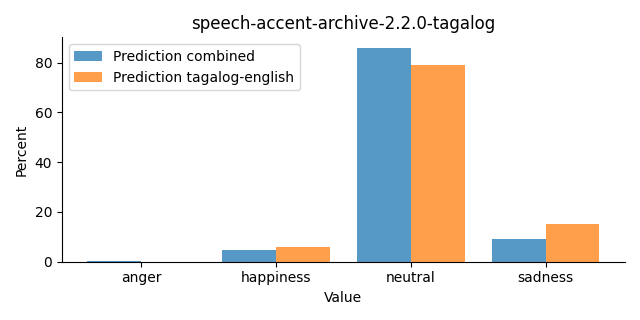 speech-accent-archive-2.2.0-tagalog
Prediction combined
Prediction tagalog-english
Percent
80
60
40
20
0
anger
happiness
neutral
sadness
Value